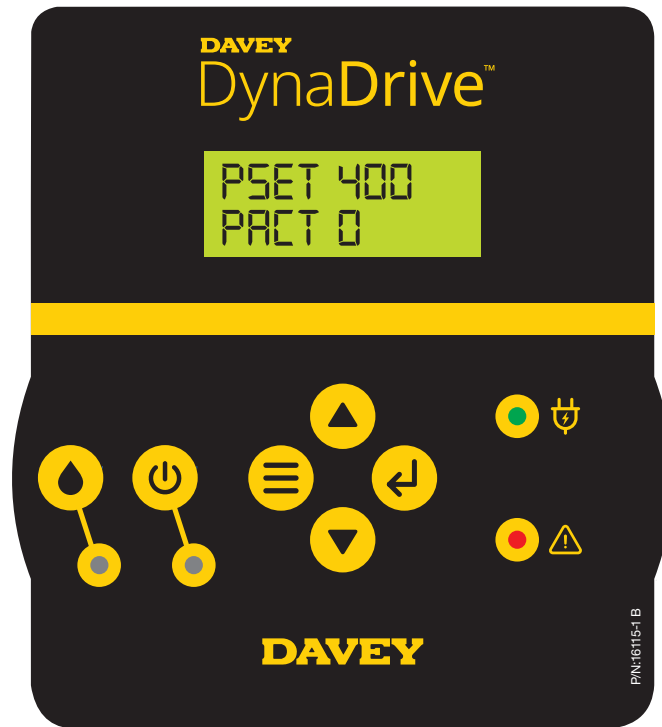 DAVEY
DynaDrive™
PSET 400
PACT 0
DAVEY
P/N:16115-1 B